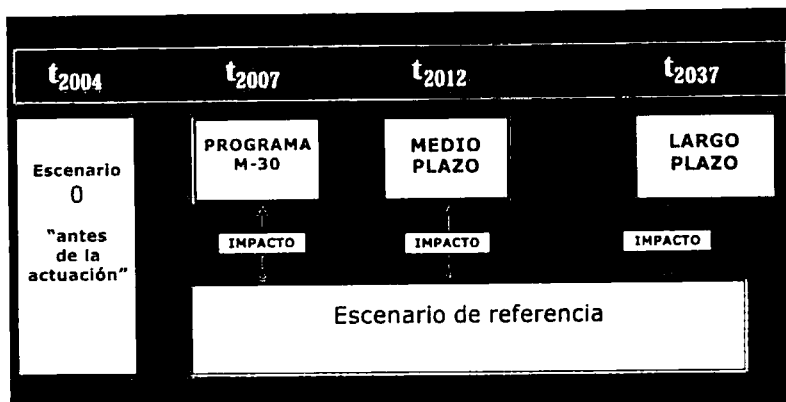 t2004 t2007 t2012 t2037
Escenario
0
"antes
de la
actuación"
PROGRAMA
M-30
MEDIO
PLAZO
LARGO
PLAZO
IMPACTO IMPACTO IMPACTO
Escenario de referencia